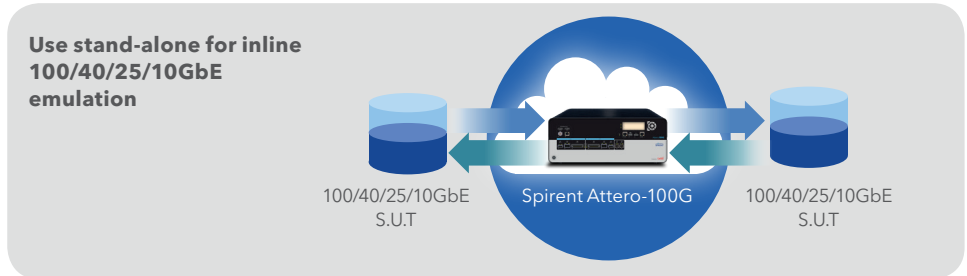 Use stand-alone for inline
100/40/25/10GbE
emulation
100/40/25/10GbE
S.U.T
Spirent Attero-100G
100/40/25/10GbE
S.U.T